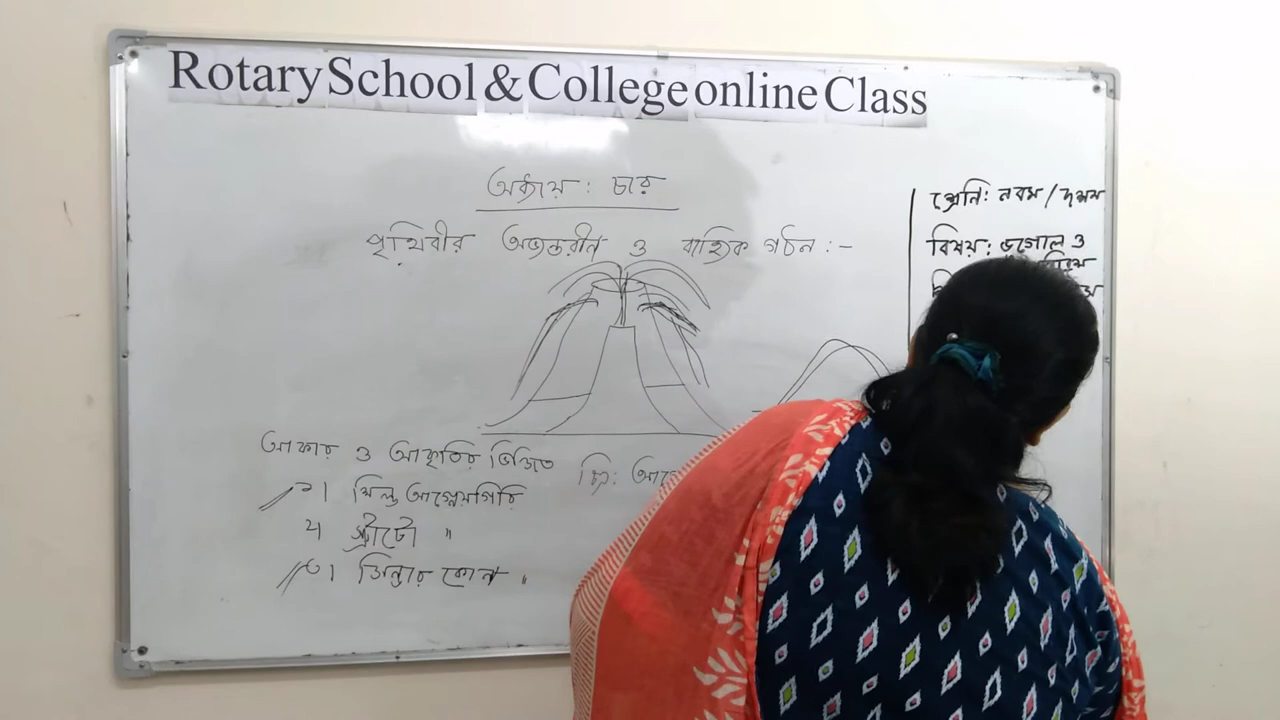 Rotary School & College online Class
অধ্যায় : চার
পৃথিবীর অভ্যন্তরীন ও বাহ্যিক গঠন :-
শ্রেনি: নবম / দশম
বিষয়: ভূগোল ও
আকার ও আকৃতির ভিত্তিতে
চি:
১। শিল্ড আগ্নেয়গিরি
২। স্ট্রাটো "
৩। সিন্ডার কোন "